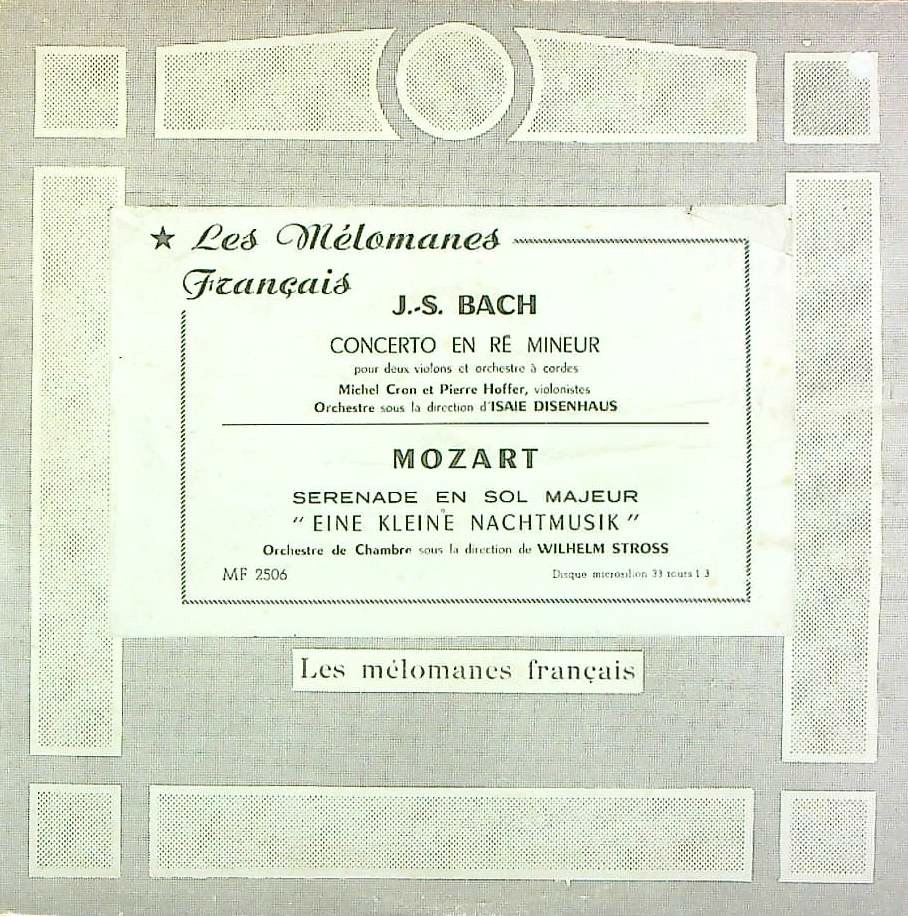 ★ Les Mélomanes
Français
J.-S. BACH
CONCERTO EN RÉ MINEUR
pour deux violons et orchestre à cordes
Michel Cron et Pierre Hoffer, violonistes
Orchestre sous la direction d'ISAIE DISENHAUS
MOZART
SERENADE EN SOL MAJEUR
" EINE KLEINE NACHTMUSIK "
Orchestre de Chambre sous la direction de WILHELM STROSS
MF 2506
Disque microsillon 33 tours 1/3
Les mélomanes français